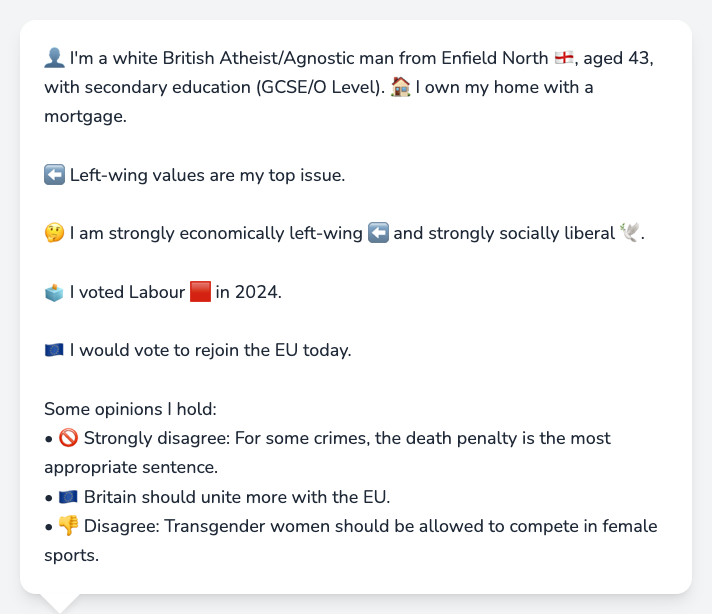 👤 I'm a white British Atheist/Agnostic man from Enfield North 🏴󠁧󠁢󠁥󠁮󠁧󠁿, aged 43,
with secondary education (GCSE/O Level). 🏠 I own my home with a
mortgage.
⬅️ Left-wing values are my top issue.
🤔 I am strongly economically left-wing ⬅️ and strongly socially liberal 🕊️.
🗳️ I voted Labour 🟥 in 2024.
🇪🇺 I would vote to rejoin the EU today.
Some opinions I hold:
• 🚫 Strongly disagree: For some crimes, the death penalty is the most
appropriate sentence.
• 🇪🇺 Britain should unite more with the EU.
• 👎 Disagree: Transgender women should be allowed to compete in female
sports.